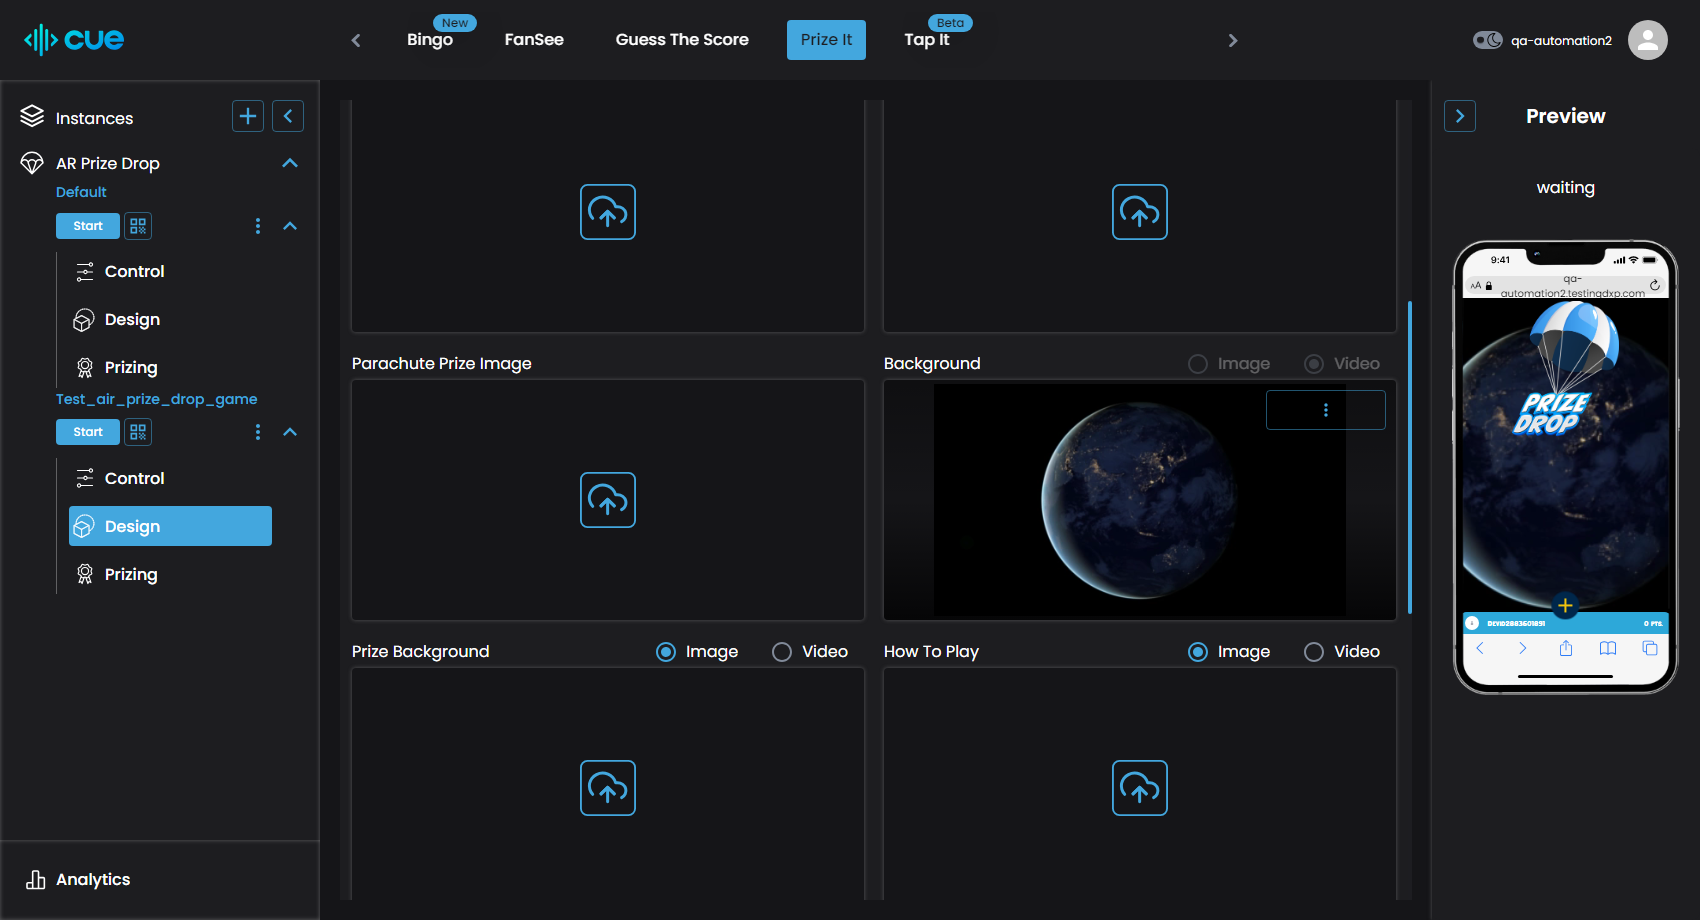 cue
Bingo
New
FanSee
Guess The Score
Prize It
Tap It
Beta
qa-automation2
Instances
AR Prize Drop
Default
Start
Control
Design
Prizing
Test_air_prize_drop_game
Start
Control
Design
Prizing
Analytics
Parachute Prize Image
Background
Image
Video
Prize Background
Image
Video
How To Play
Image
Video
Preview
waiting
9:41
AA
qa-
automation2.testingdxp.com
PRIZE
DROP
0 PTS.